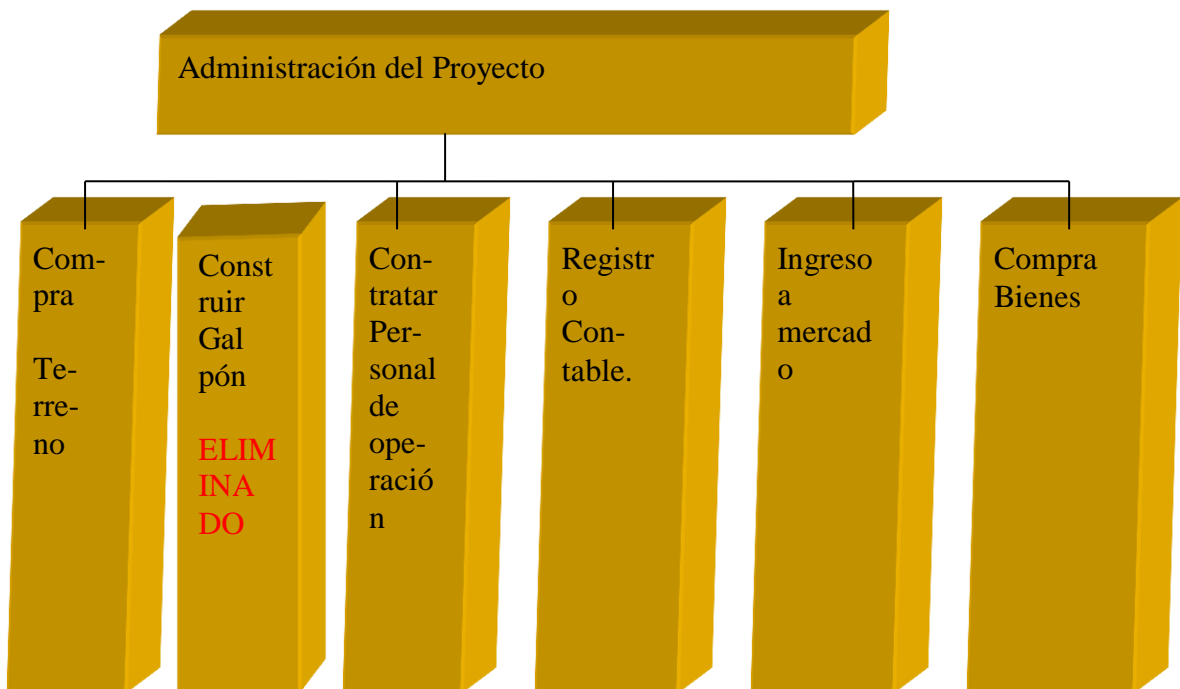 Administración del Proyecto
Com-
pra
Te-
rre-
no
Const
ruir
Gal
pón
ELIM
INA
DO
Con-
tratar
Per-
sonal
de
ope-
ració
n
Registr
o
Con-
table.
Ingreso
a
mercad
o
Compra
Bienes